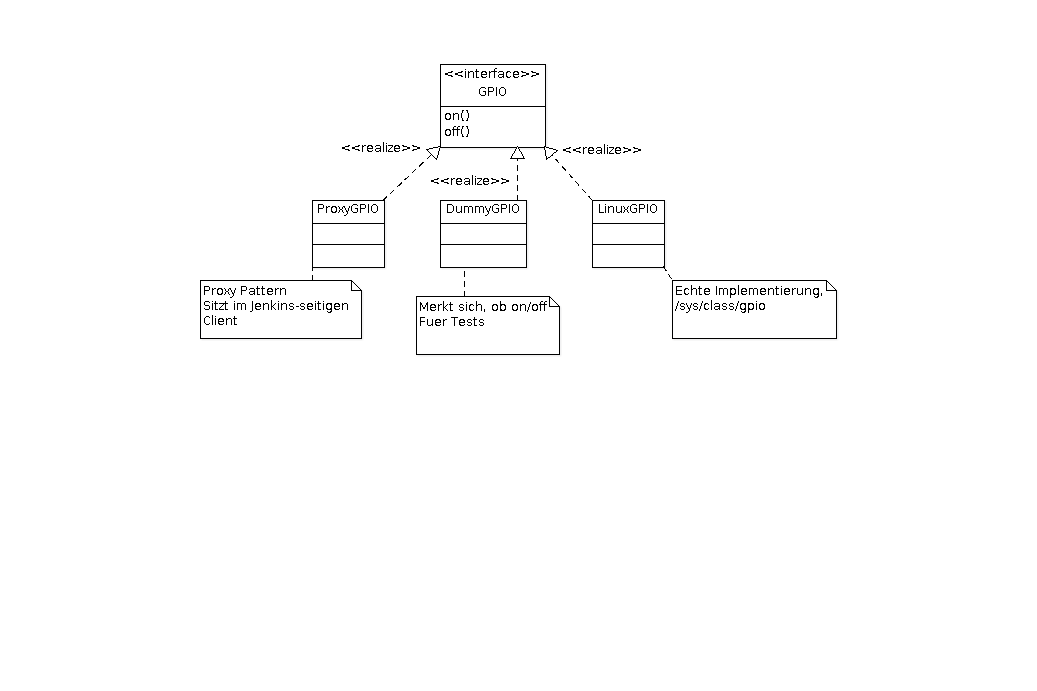 <<interface>>
GPIO
on()
off()
<<realize>>
<<realize>>
<<realize>>
ProxyGPIO
DummyGPIO
LinuxGPIO
Proxy Pattern
Sitzt im Jenkins-seitigen
Client
Merkt sich, ob on/off
Fuer Tests
Echte Implementierung,
/sys/class/gpio